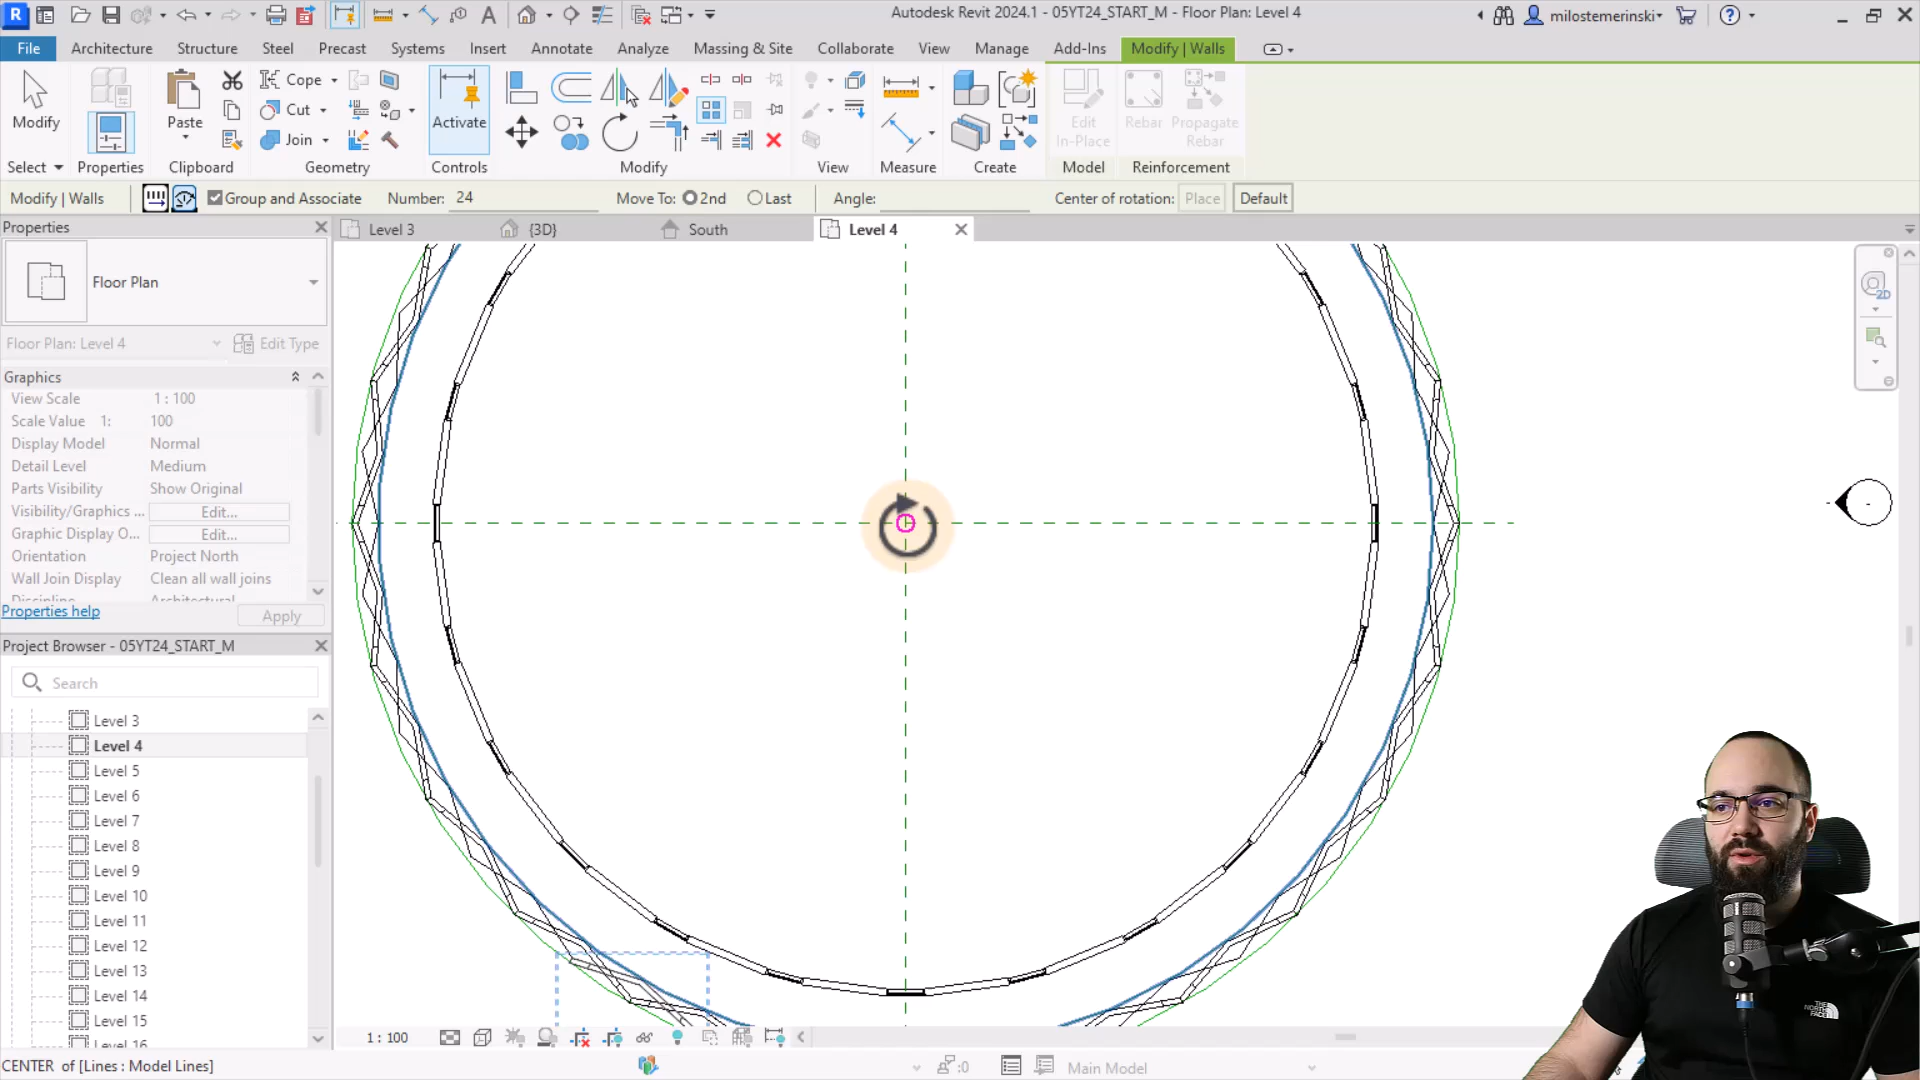 Autodesk Revit 2024.1 - 05YT24_START_M - Floor Plan: Level 4
milostemerinski
File
Architecture
Structure
Steel
Precast
Systems
Insert
Annotate
Analyze
Massing & Site
Collaborate
View
Manage
Add-Ins
Modify | Walls
Modify
Select
Properties
Paste
Clipboard
Cope
Cut
Join
Geometry
Activate
Controls
Modify
View
Measure
Create
Edit
In-Place
Model
Rebar
Propagate
Rebar
Reinforcement
Modify | Walls
Group and Associate
Number: 24
Move To: 2nd
Last
Angle:
Center of rotation: Place
Default
Properties
Floor Plan
Floor Plan: Level 4
Edit Type
Graphics
View Scale 1 : 100
Scale Value 1: 100
Display Model Normal
Detail Level Medium
Parts Visibility Show Original
Visibility/Graphics ... Edit...
Graphic Display O... Edit...
Orientation Project North
Wall Join Display Clean all wall joins
Discipline Architectural
Properties help
Apply
Project Browser - 05YT24_START_M
Search
Level 3
Level 4
Level 5
Level 6
Level 7
Level 8
Level 9
Level 10
Level 11
Level 12
Level 13
Level 14
Level 15
Level 16
Level 3
{3D}
South
Level 4
2D
1 : 100
CENTER of [Lines : Model Lines]
:0
Main Model
THE
NORTH
FACE